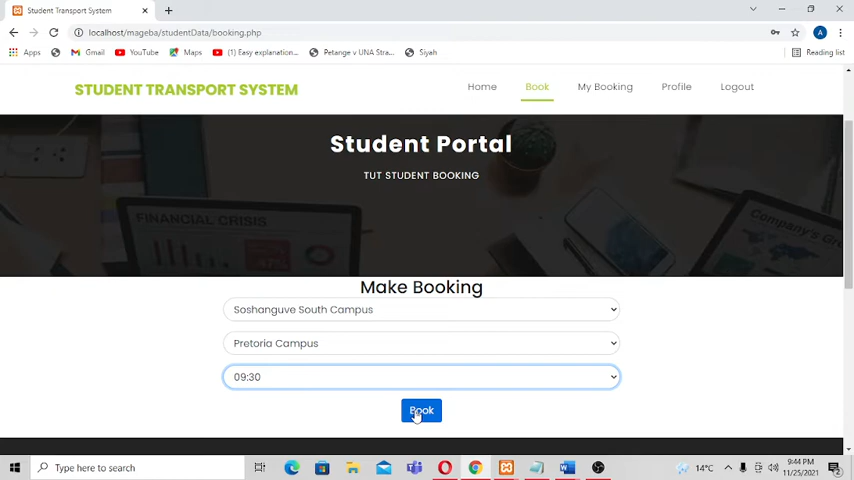 Student Transport System
localhost/mageba/studentData/booking.php
A
Apps
Gmail
YouTube
Maps
(1) Easy explanation...
Petange v UNA Stra...
Siyah
Reading list
STUDENT TRANSPORT SYSTEM
Home
Book
My Booking
Profile
Logout
Student Portal
TUT STUDENT BOOKING
FINANCIAL CRISIS
Company's Gr
Make Booking
Soshanguve South Campus
Pretoria Campus
09:30
Book
Type here to search
14°C
9:44 PM
11/25/2021
2